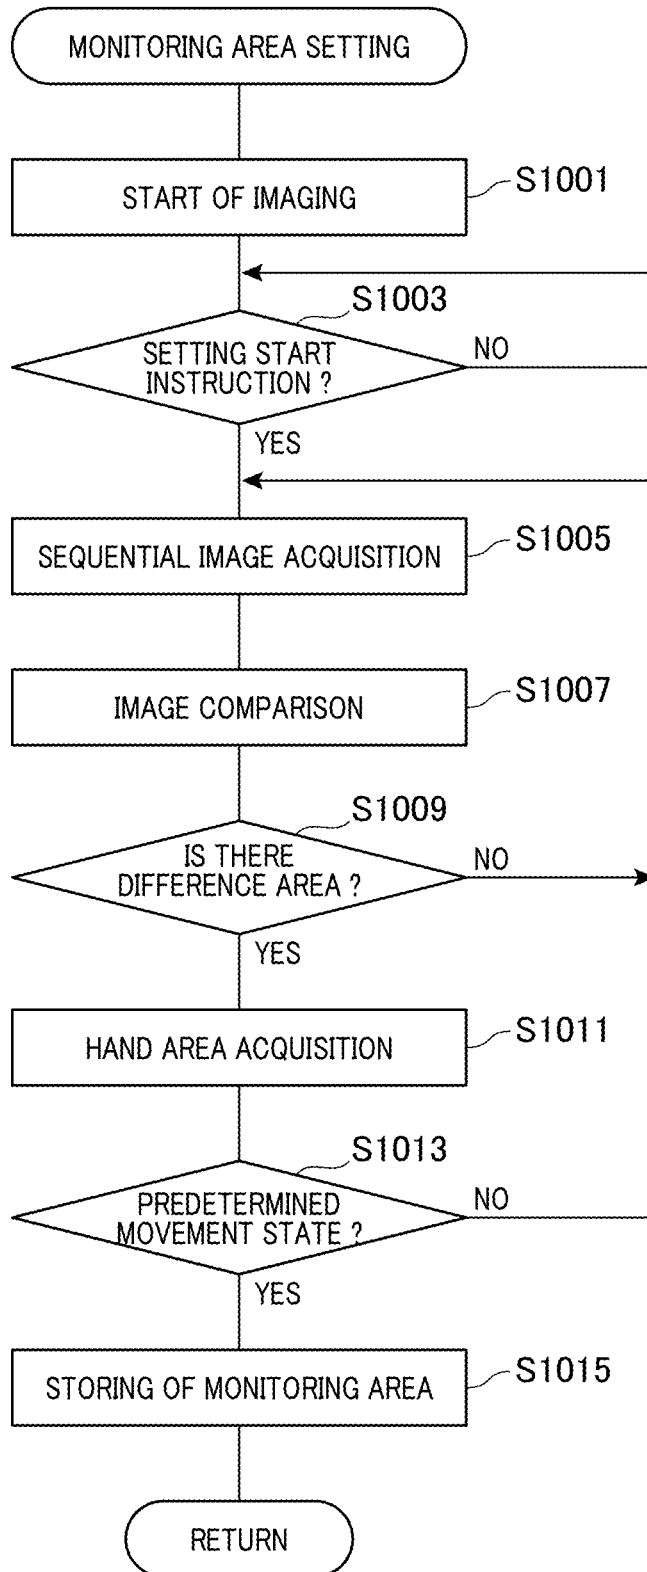 MONITORING AREA SETTING
START OF IMAGING
S1001
S1003
SETTING START
INSTRUCTION ?
NO
YES
SEQUENTIAL IMAGE ACQUISITION
S1005
IMAGE COMPARISON
S1007
S1009
IS THERE
DIFFERENCE AREA ?
NO
YES
HAND AREA ACQUISITION
S1011
S1013
PREDETERMINED
MOVEMENT STATE ?
NO
YES
STORING OF MONITORING AREA
S1015
RETURN